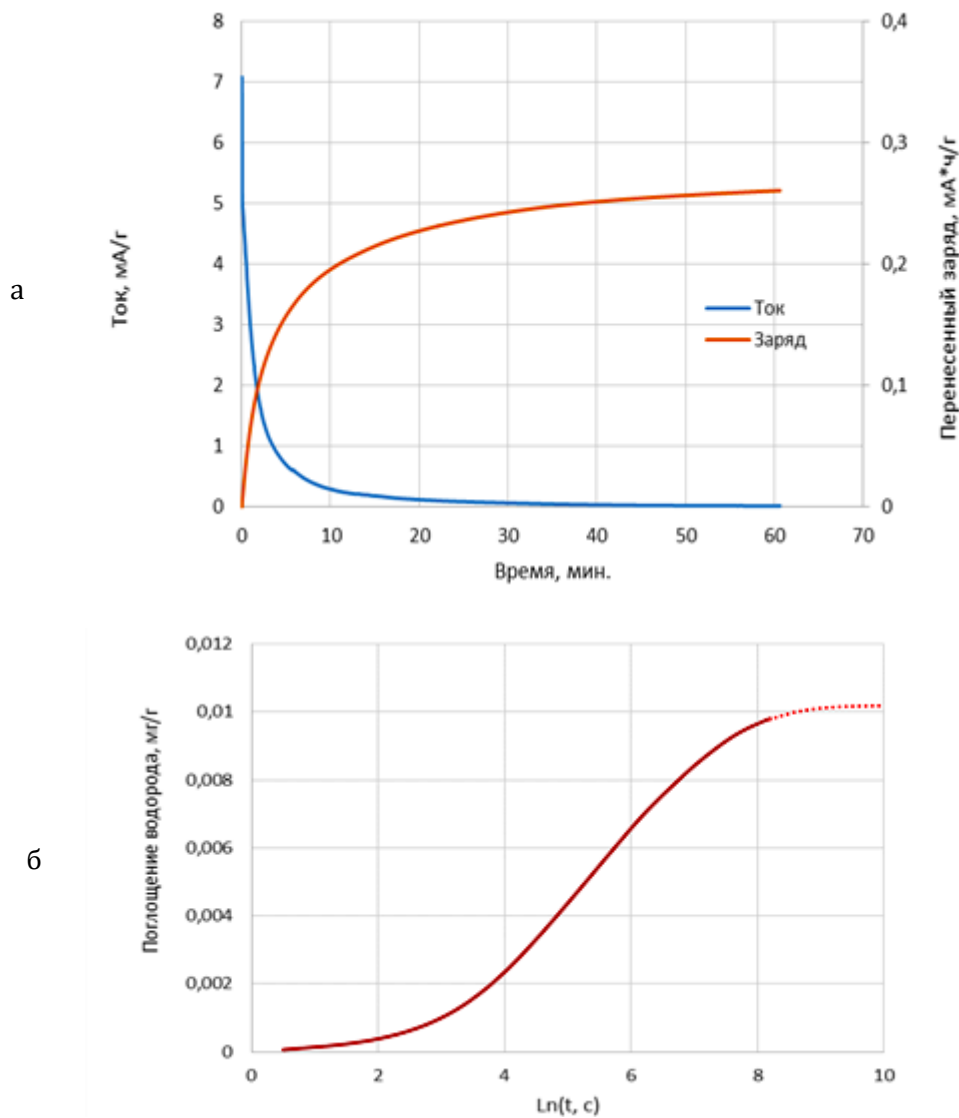 а
Ток, мА/г
8
7
6
5
4
3
2
1
0
0,4
0,3
0,2
0,1
0
Перенесенный заряд, мА*ч/г
Ток
Заряд
0 10 20 30 40 50 60 70
Время, мин.
б
Поглощение водорода, мг/г
0,012
0,01
0,008
0,006
0,004
0,002
0
0 2 4 6 8 10
Ln(t, c)